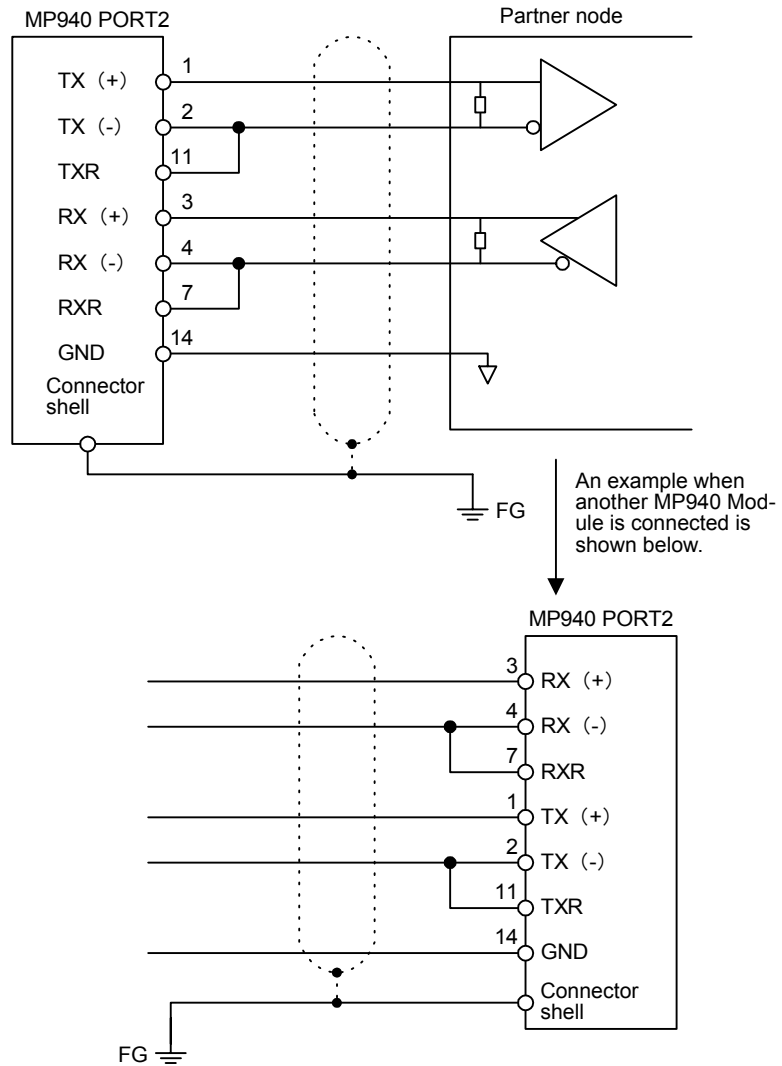 MP940 PORT2
Partner node
TX （+）
1
TX （-）
2
TXR
11
RX （+）
3
RX （-）
4
RXR
7
GND
14
Connector
shell
FG
An example when
another MP940 Mod-
ule is connected is
shown below.
MP940 PORT2
3
RX （+）
4
RX （-）
7
RXR
1
TX （+）
2
TX （-）
11
TXR
14
GND
Connector
shell
FG